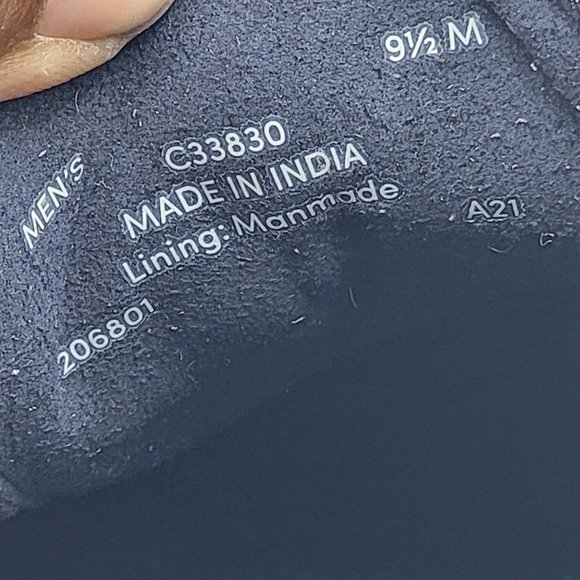 9½ M
C33830
MADE IN INDIA
Lining: Manmade
MEN'S
A21
206801